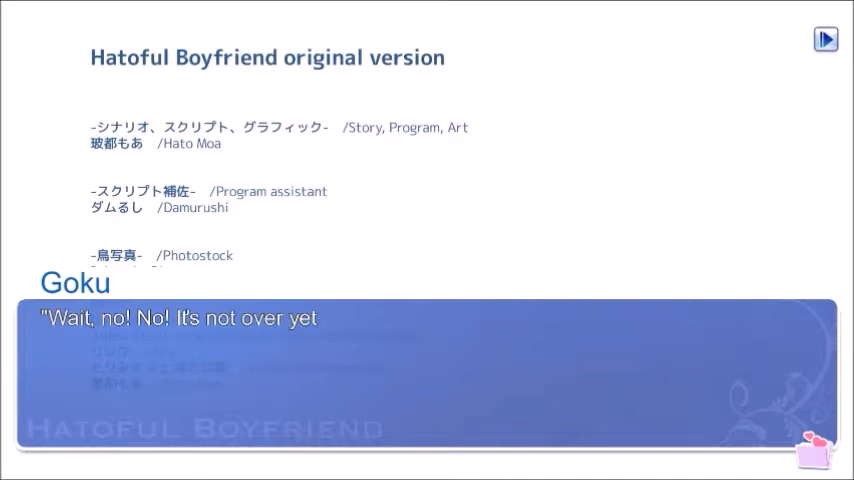 Hatoful Boyfriend original version
-シナリオ、スクリプト、グラフィック- /Story, Program, Art
玻都もあ /Hato Moa
-スクリプト補佐- /Program assistant
ダムるし /Damurushi
-鳥写真- /Photostock
Goku
"Wait, no! No! It's not over yet
HATOFUL BOYFRIEND